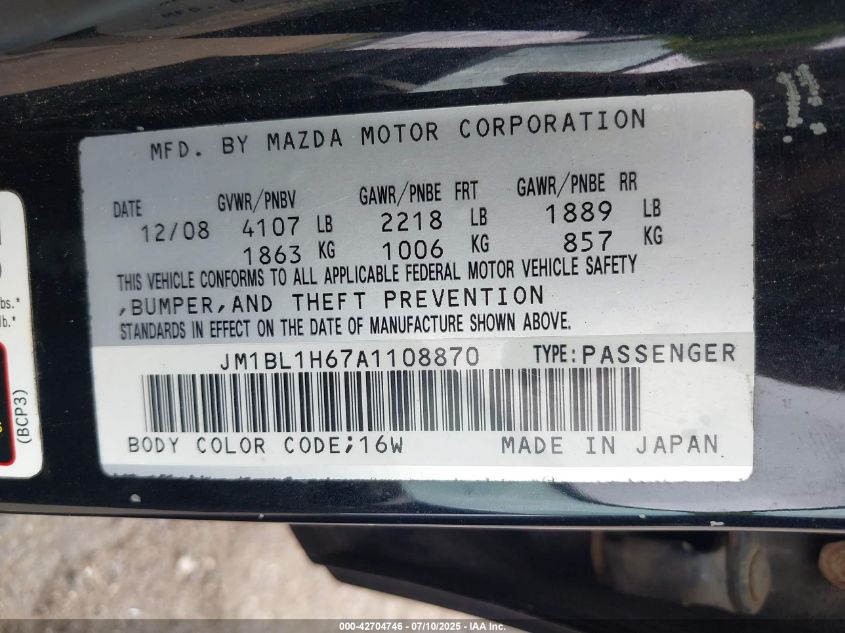 MFD. BY MAZDA MOTOR CORPORATION
DATE GVWR/PNBV GAWR/PNBE FRT GAWR/PNBE RR
12/08 4107 LB 2218 LB 1889 LB
1863 KG 1006 KG 857 KG
THIS VEHICLE CONFORMS TO ALL APPLICABLE FEDERAL MOTOR VEHICLE SAFETY
,BUMPER,AND THEFT PREVENTION
STANDARDS IN EFFECT ON THE DATE OF MANUFACTURE SHOWN ABOVE.
JM1BL1H67A1108870 TYPE:PASSENGER
BODY COLOR CODE;16W MADE IN JAPAN
bs.*
lb.*
(BCP3)
000-42704746 - 07/10/2025 - IAA Inc.